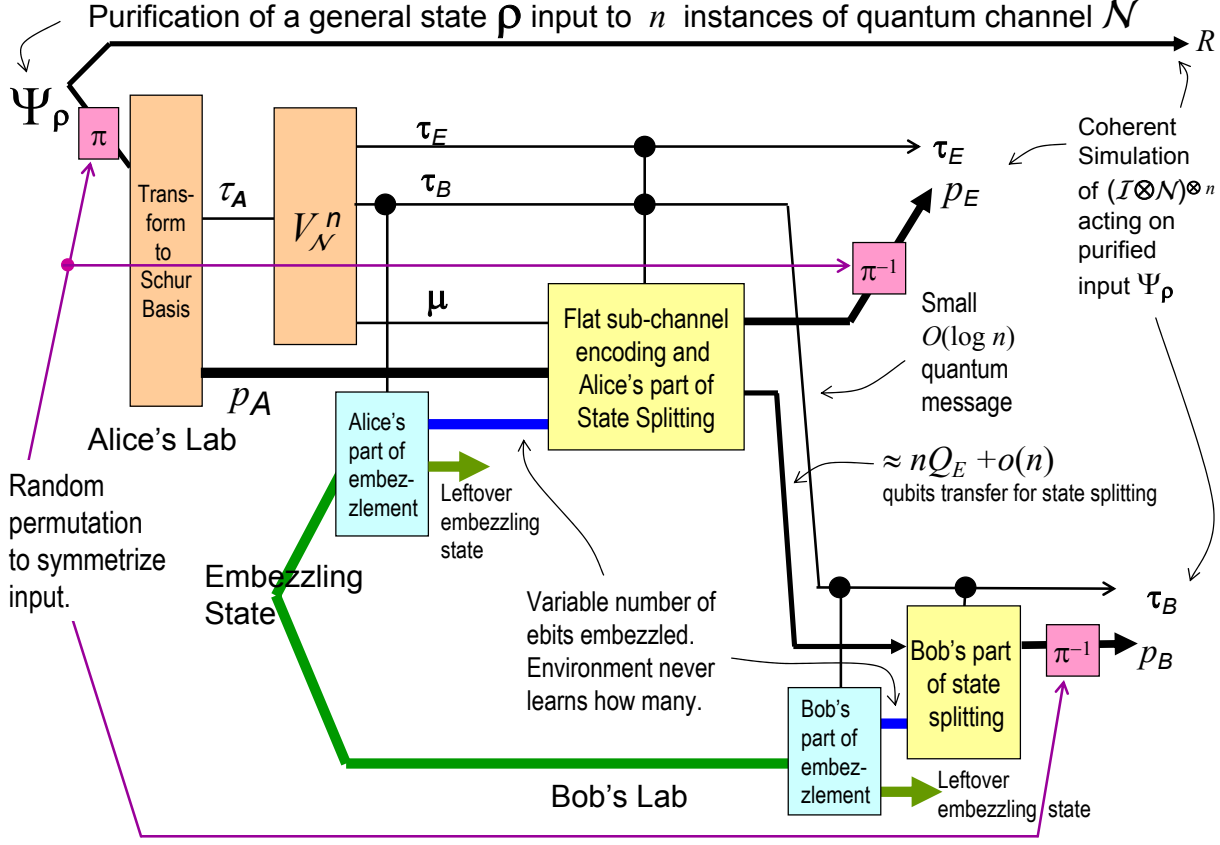 Purification of a general state ρ input to n instances of quantum channel 𝒩
R
Ψρ
π
Trans-
form
to
Schur
Basis
τA
V𝒩^n
τE
τB
μ
pA
Alice's Lab
Flat sub-channel
encoding and
Alice's part of
State Splitting
π⁻¹
τE
pE
Coherent
Simulation
of (ℐ⊗𝒩)⊗n
acting on
purified
input Ψρ
Small
O(log n)
quantum
message
≈ nQE +o(n)
qubits transfer for state splitting
Alice's
part of
embez-
zlement
Leftover
embezzling
state
Random
permutation
to symmetrize
input.
Embezzling
State
Variable number of
ebits embezzled.
Environment never
learns how many.
Bob's Lab
Bob's
part of
embez-
zlement
Bob's part
of state
splitting
π⁻¹
τB
pB
Leftover
embezzling state